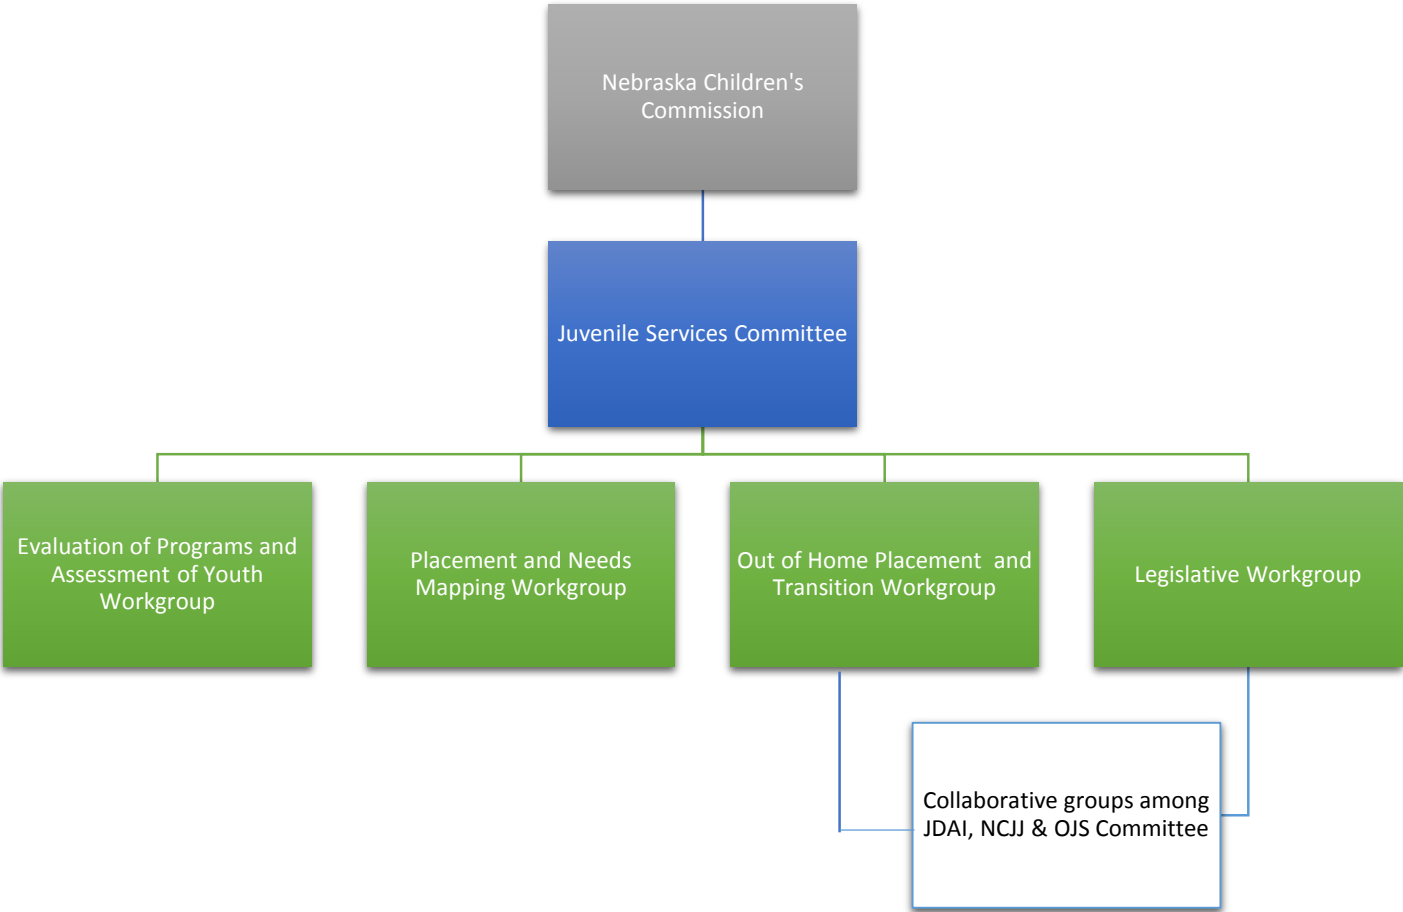 Nebraska Children's
Commission
Juvenile Services Committee
Evaluation of Programs and
Assessment of Youth
Workgroup
Placement and Needs
Mapping Workgroup
Out of Home Placement  and
Transition Workgroup
Legislative Workgroup
Collaborative groups among
JDAI, NCJJ & OJS Committee